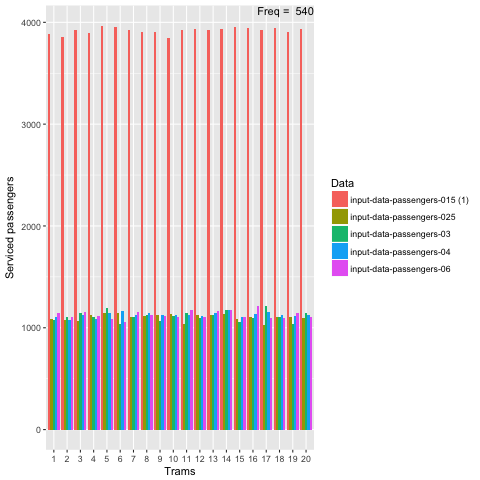 Freq = 540
4000
3000
2000
1000
0
Serviced passengers
1 2 3 4 5 6 7 8 9 10 11 12 13 14 15 16 17 18 19 20
Trams
Data
input-data-passengers-015 (1)
input-data-passengers-025
input-data-passengers-03
input-data-passengers-04
input-data-passengers-06